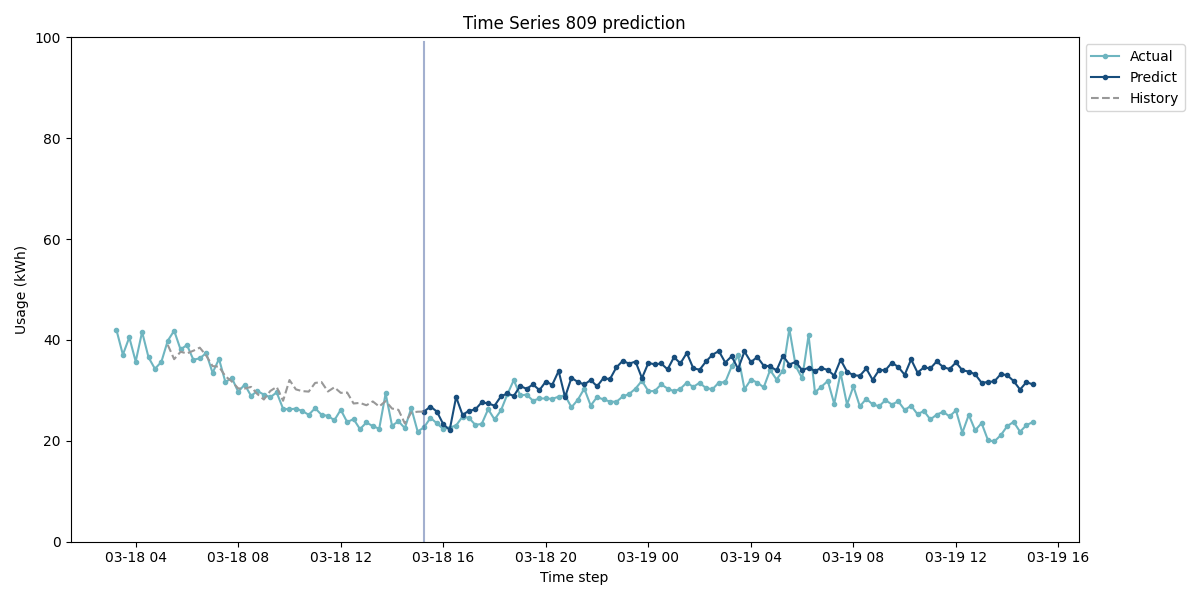 Time Series 809 prediction
Usage (kWh)
100
80
60
40
20
0
03-18 04
03-18 08
03-18 12
03-18 16
03-18 20
03-19 00
03-19 04
03-19 08
03-19 12
03-19 16
Time step
Actual
Predict
History